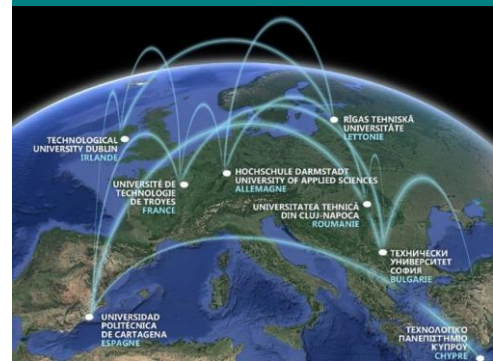 RĪGAS TEHNISKĀ
UNIVERSITĀTE
LETTONIE
TECHNOLOGICAL
UNIVERSITY DUBLIN
IRLANDE
HOCHSCHULE DARMSTADT
UNIVERSITY OF APPLIED SCIENCES
ALLEMAGNE
UNIVERSITÉ DE
TECHNOLOGIE
DE TROYES
FRANCE
UNIVERSITATEA TEHNICĂ
DIN CLUJ-NAPOCA
ROUMANIE
ТЕХНИЧЕСКИ
УНИВЕРСИТЕТ
СОФИЯ
BULGARIE
UNIVERSIDAD
POLITÉCNICA
DE CARTAGENA
ESPAGNE
ΤΕΧΝΟΛΟΓΙΚΟ
ΠΑΝΕΠΙΣΤΉΜΙΟ
ΚΎΠΡΟΥ
CHYPRE